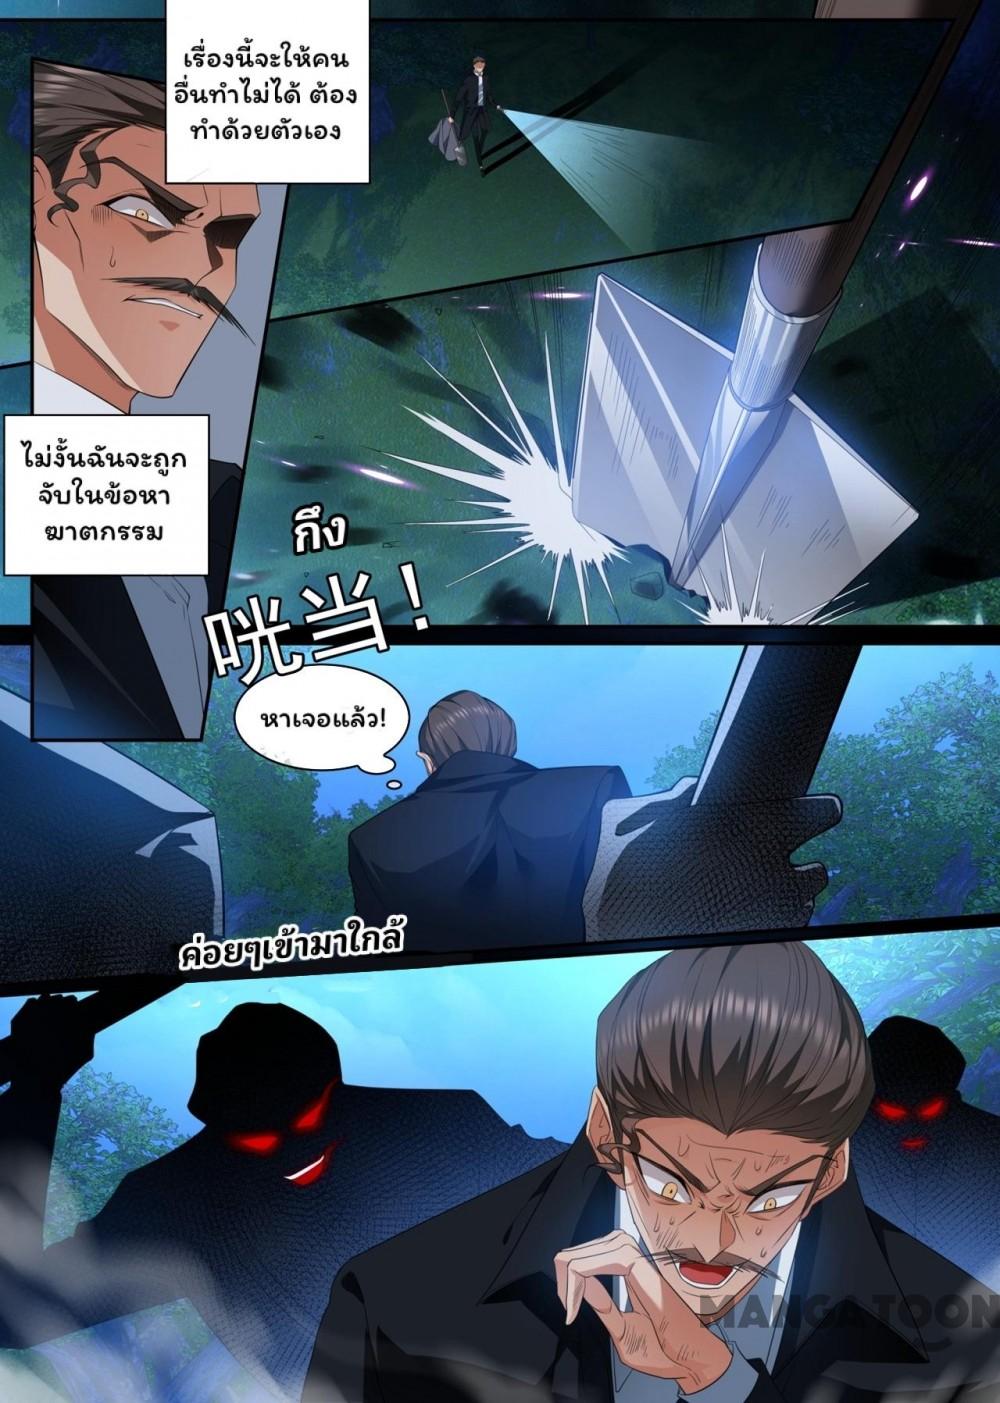 เรื่องนี้จะให้คน
อื่นทำไม่ได้ ต้อง
ทำด้วยตัวเอง
ไม่งั้นฉันจะถูก
จับในข้อหา
ฆาตกรรม
กึง
咣当！
หาเจอแล้ว!
ค่อยๆเข้ามาใกล้
MANGA TOON